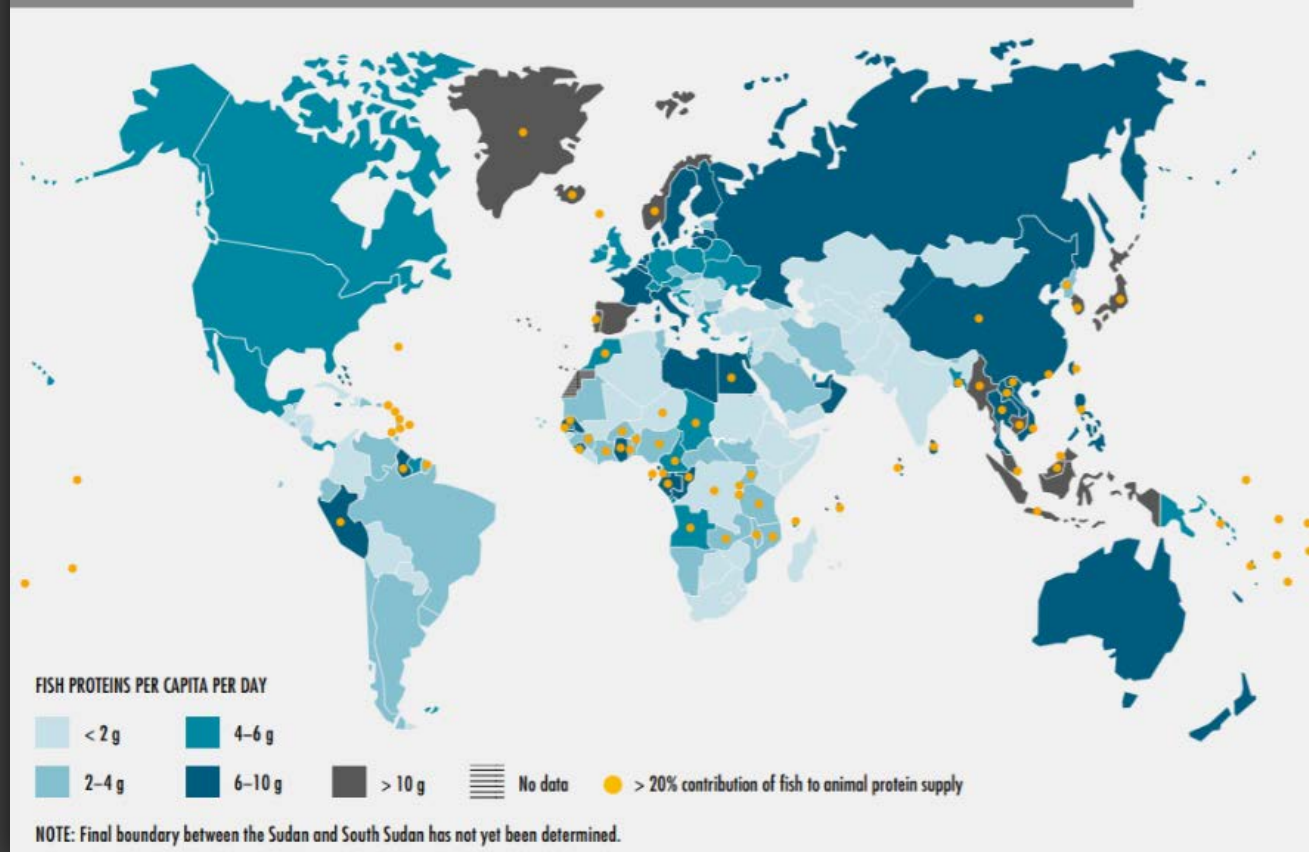 FISH PROTEINS PER CAPITA PER DAY
< 2 g
4–6 g
2–4 g
6–10 g
> 10 g
No data
> 20% contribution of fish to animal protein supply
NOTE: Final boundary between the Sudan and South Sudan has not yet been determined.